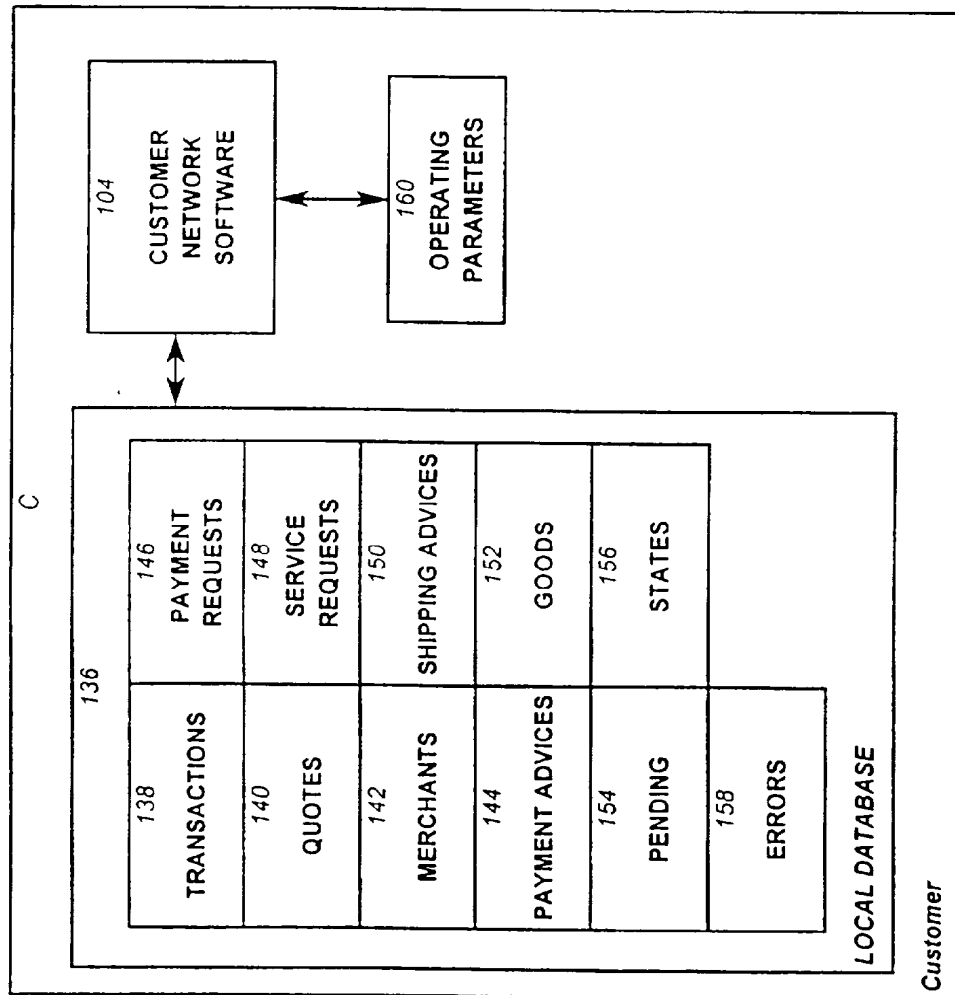 C
136
138
TRANSACTIONS
146
PAYMENT
REQUESTS
140
QUOTES
148
SERVICE
REQUESTS
142
MERCHANTS
150
SHIPPING ADVICES
144
PAYMENT ADVICES
152
GOODS
154
PENDING
156
STATES
158
ERRORS
LOCAL DATABASE
104
CUSTOMER
NETWORK
SOFTWARE
160
OPERATING
PARAMETERS
Customer